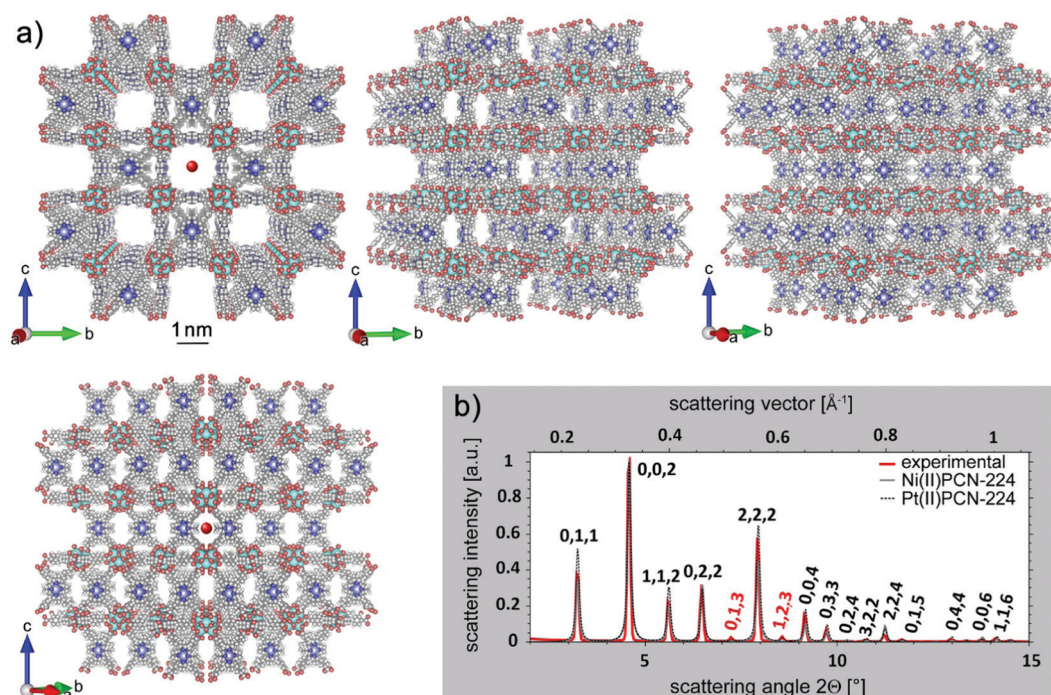 a)
c
a
b
1 nm
c
a
b
c
a
b
c
a
b
b)
scattering vector [Å⁻¹]
0.2 0.4 0.6 0.8 1
scattering intensity [a.u.]
1
0.8
0.6
0.4
0.2
0
experimental
Ni(II)PCN-224
Pt(II)PCN-224
0,1,1
0,0,2
1,1,2
0,2,2
0,1,3
2,2,2
1,2,3
0,0,4
0,3,3
0,2,4
3,2,2
2,2,4
0,1,5
0,4,4
0,0,6
1,1,6
5 10 15
scattering angle 2Θ [°]